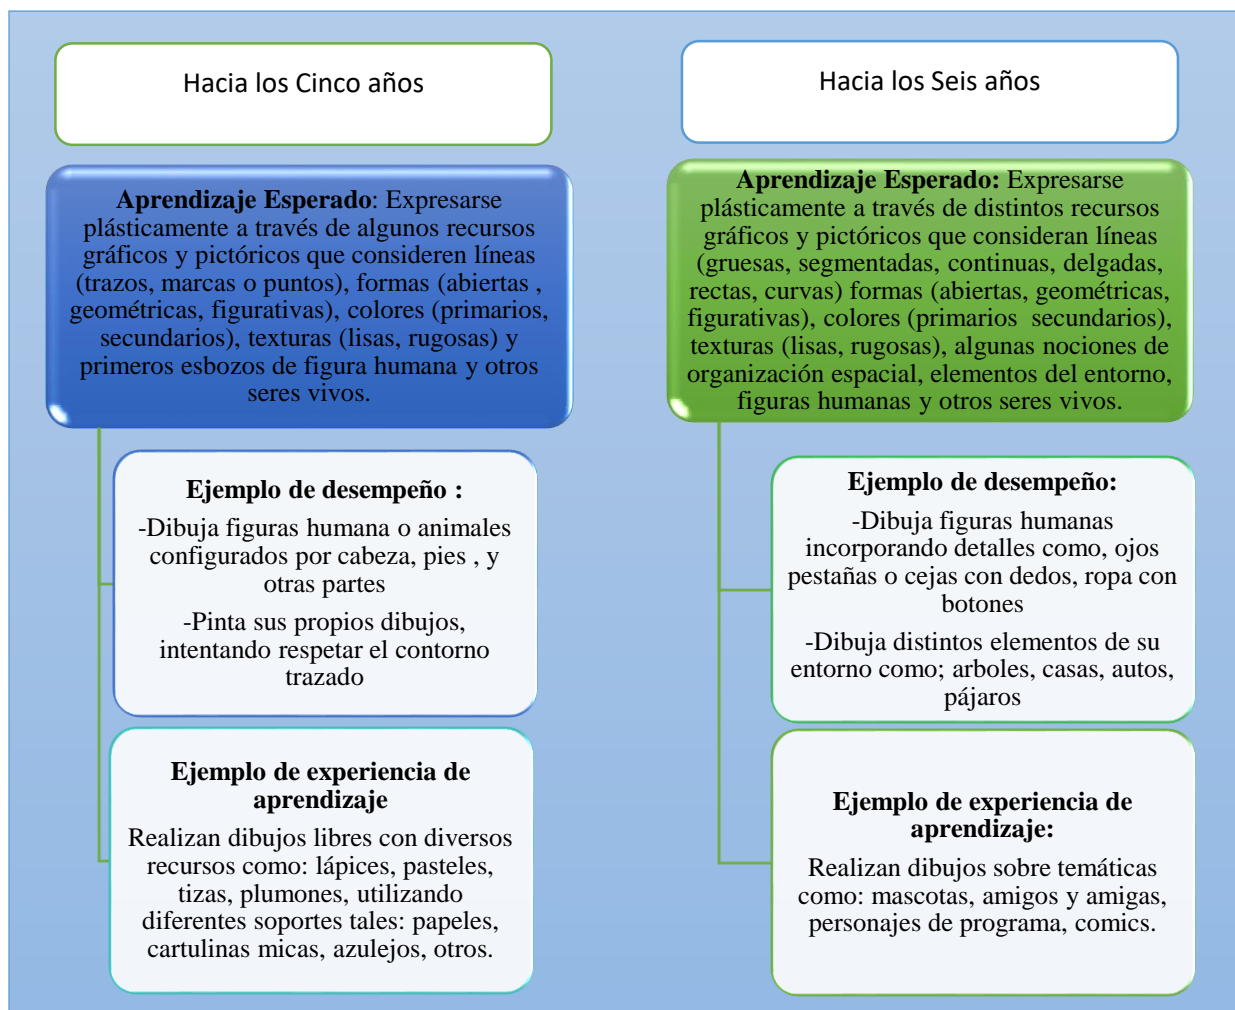 Hacia los Cinco años
Aprendizaje Esperado: Expresarse
plásticamente a través de algunos recursos
gráficos y pictóricos que consideren líneas
(trazos, marcas o puntos), formas (abiertas ,
geométricas, figurativas), colores (primarios,
secundarios), texturas (lisas, rugosas) y
primeros esbozos de figura humana y otros
seres vivos.
Ejemplo de desempeño :
-Dibuja figuras humana o animales
configurados por cabeza, pies , y
otras partes
-Pinta sus propios dibujos,
intentando respetar el contorno
trazado
Ejemplo de experiencia de
aprendizaje
Realizan dibujos libres con diversos
recursos como: lápices, pasteles,
tizas, plumones, utilizando
diferentes soportes tales: papeles,
cartulinas micas, azulejos, otros.
Hacia los Seis años
Aprendizaje Esperado: Expresarse
plásticamente a través de distintos recursos
gráficos y pictóricos que consideran líneas
(gruesas, segmentadas, continuas, delgadas,
rectas, curvas) formas (abiertas, geométricas,
figurativas), colores (primarios secundarios),
texturas (lisas, rugosas), algunas nociones de
organización espacial, elementos del entorno,
figuras humanas y otros seres vivos.
Ejemplo de desempeño:
-Dibuja figuras humanas
incorporando detalles como, ojos
pestañas o cejas con dedos, ropa con
botones
-Dibuja distintos elementos de su
entorno como; arboles, casas, autos,
pájaros
Ejemplo de experiencia de
aprendizaje:
Realizan dibujos sobre temáticas
como: mascotas, amigos y amigas,
personajes de programa, comics.